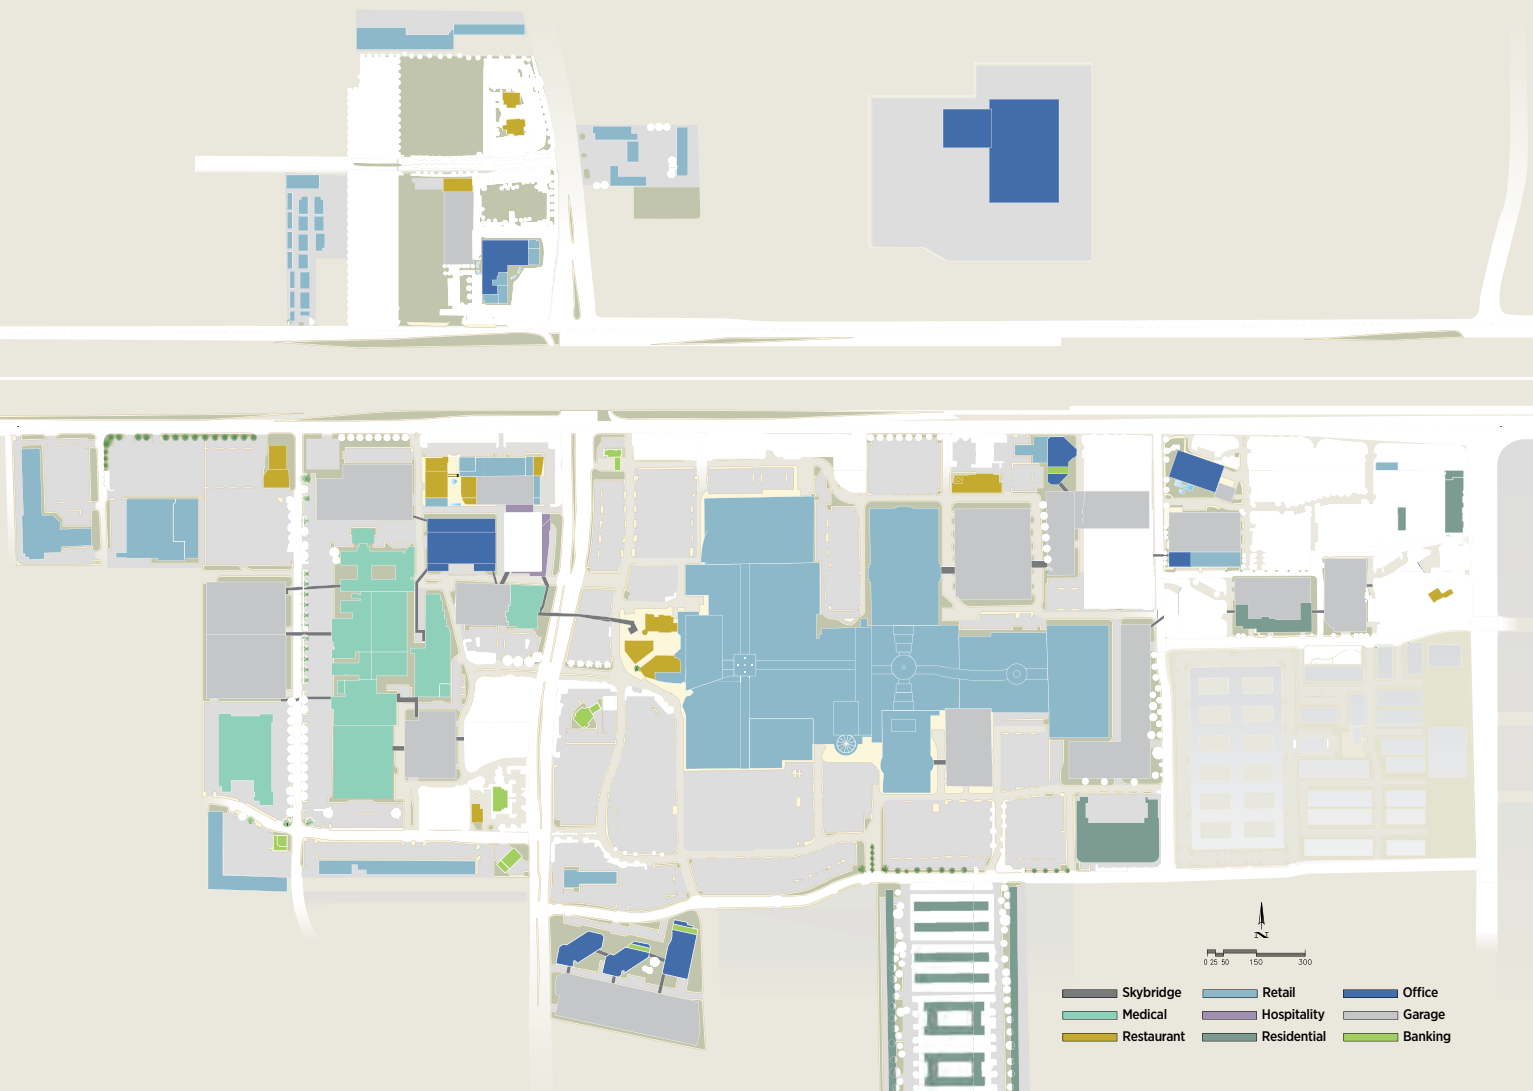 N
0 25 50 150 300
Skybridge Retail Office
Medical Hospitality Garage
Restaurant Residential Banking